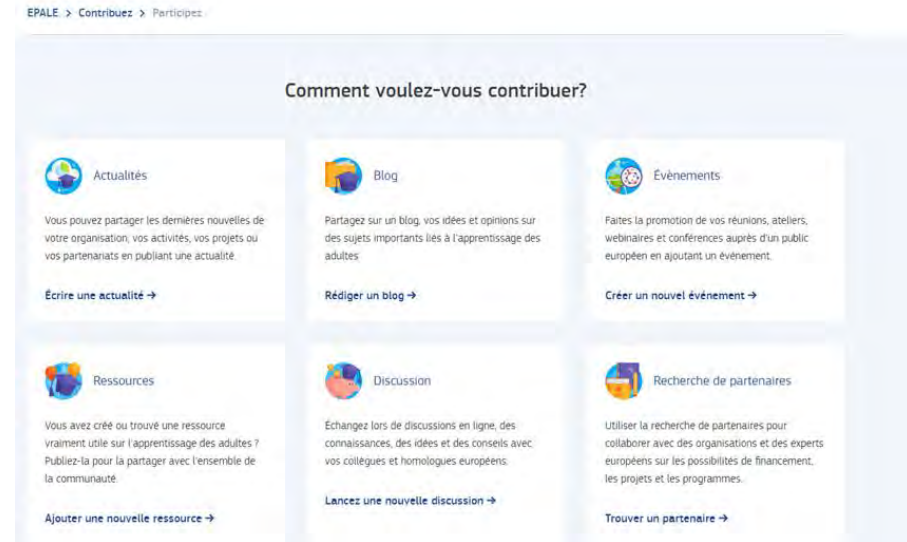 EPALE > Contribuez > Participez
Comment voulez-vous contribuer?
Actualités
Vous pouvez partager les dernières nouvelles de
votre organisation, vos activités, vos projets ou
vos partenariats en publiant une actualité.
Écrire une actualité →
Blog
Partagez sur un blog, vos idées et opinions sur
des sujets importants liés à l'apprentissage des
adultes
Rédiger un blog →
Évènements
Faites la promotion de vos réunions, ateliers,
webinaires et conférences auprès d'un public
européen en ajoutant un événement.
Créer un nouvel événement →
Ressources
Vous avez créé ou trouvé une ressource
vraiment utile sur l'apprentissage des adultes ?
Publiez-la pour la partager avec l'ensemble de
la communauté.
Ajouter une nouvelle ressource →
Discussion
Échangez lors de discussions en ligne, des
connaissances, des idées et des conseils avec
vos collègues et homologues européens.
Lancez une nouvelle discussion →
Recherche de partenaires
Utiliser la recherche de partenaires pour
collaborer avec des organisations et des experts
européens sur les possibilités de financement,
les projets et les programmes.
Trouver un partenaire →